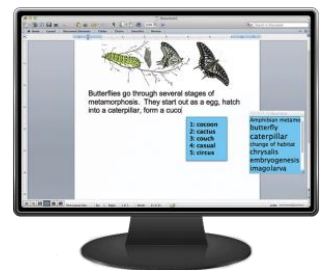 Butterflies go through several stages of
metamorphosis. They start out as a egg, hatch
into a caterpillar, form a cuco
1: cocoon
2: cactus
3: couch
4: casual
5: circus
Amphibian metamo
butterfly
caterpillar
change of habitat
chrysalis
embryogenesis
imagolarva